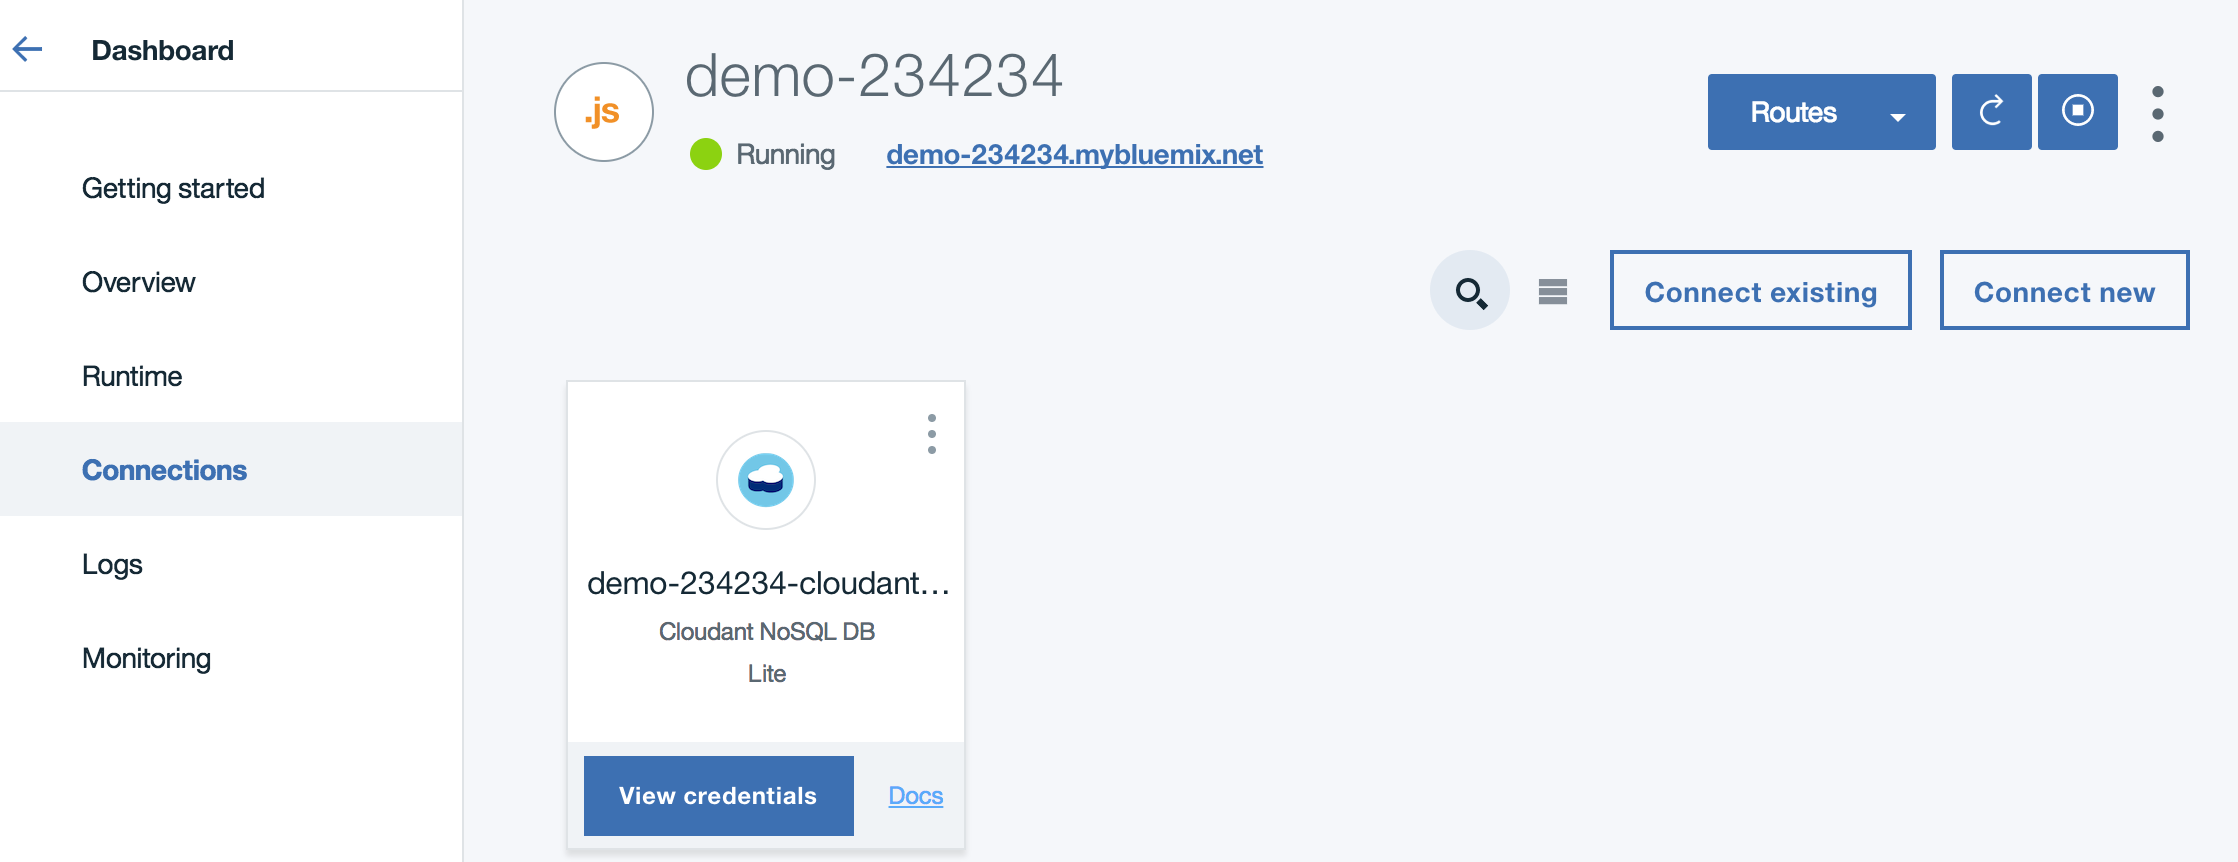 Dashboard
Getting started
Overview
Runtime
Connections
Logs
Monitoring
.js
demo-234234
Running
demo-234234.mybluemix.net
Routes
Connect existing
Connect new
demo-234234-cloudant...
Cloudant NoSQL DB
Lite
View credentials
Docs